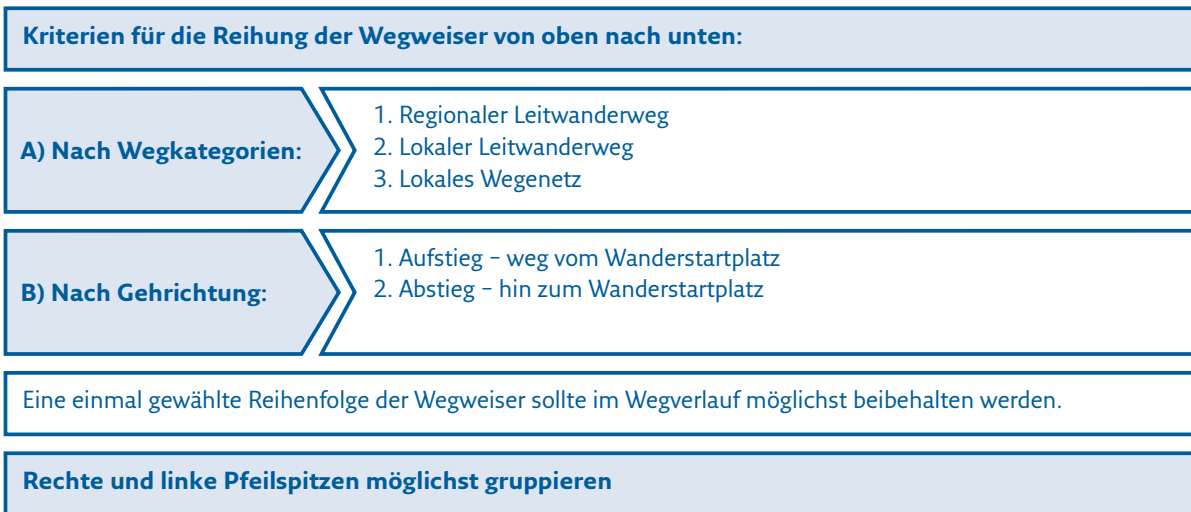 Kriterien für die Reihung der Wegweiser von oben nach unten:
A) Nach Wegkategorien:
1. Regionaler Leitwanderweg
2. Lokaler Leitwanderweg
3. Lokales Wegenetz
B) Nach Gehrichtung:
1. Aufstieg – weg vom Wanderstartplatz
2. Abstieg – hin zum Wanderstartplatz
Eine einmal gewählte Reihenfolge der Wegweiser sollte im Wegverlauf möglichst beibehalten werden.
Rechte und linke Pfeilspitzen möglichst gruppieren